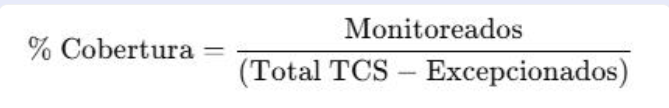 % Cobertura = Monitoreados
(Total TCS − Excepcionados)